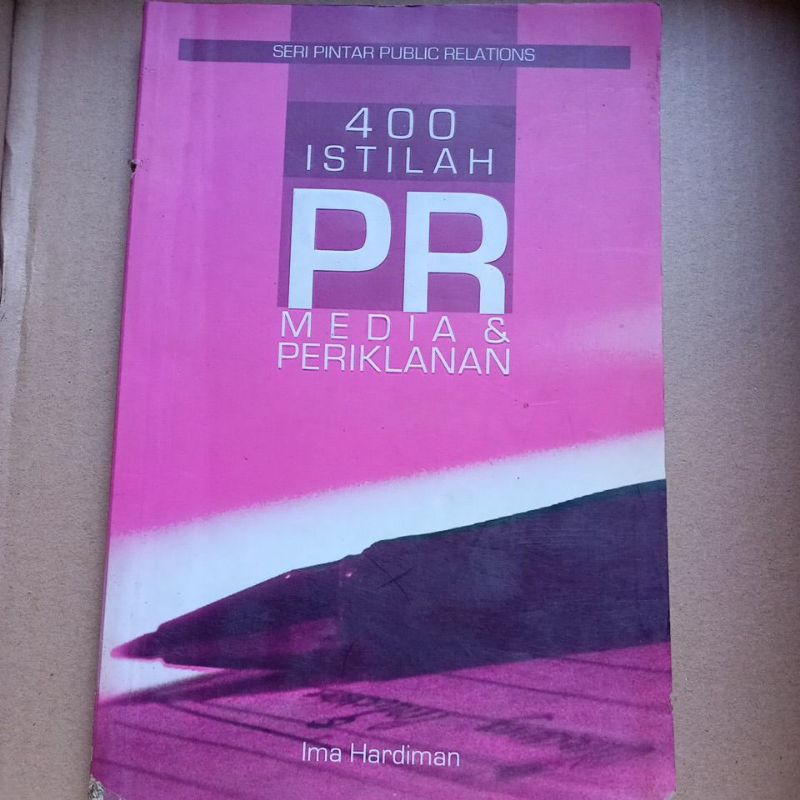 SERI PINTAR PUBLIC RELATIONS
400
ISTILAH
PR
MEDIA &
PERIKLANAN
Ima Hardiman